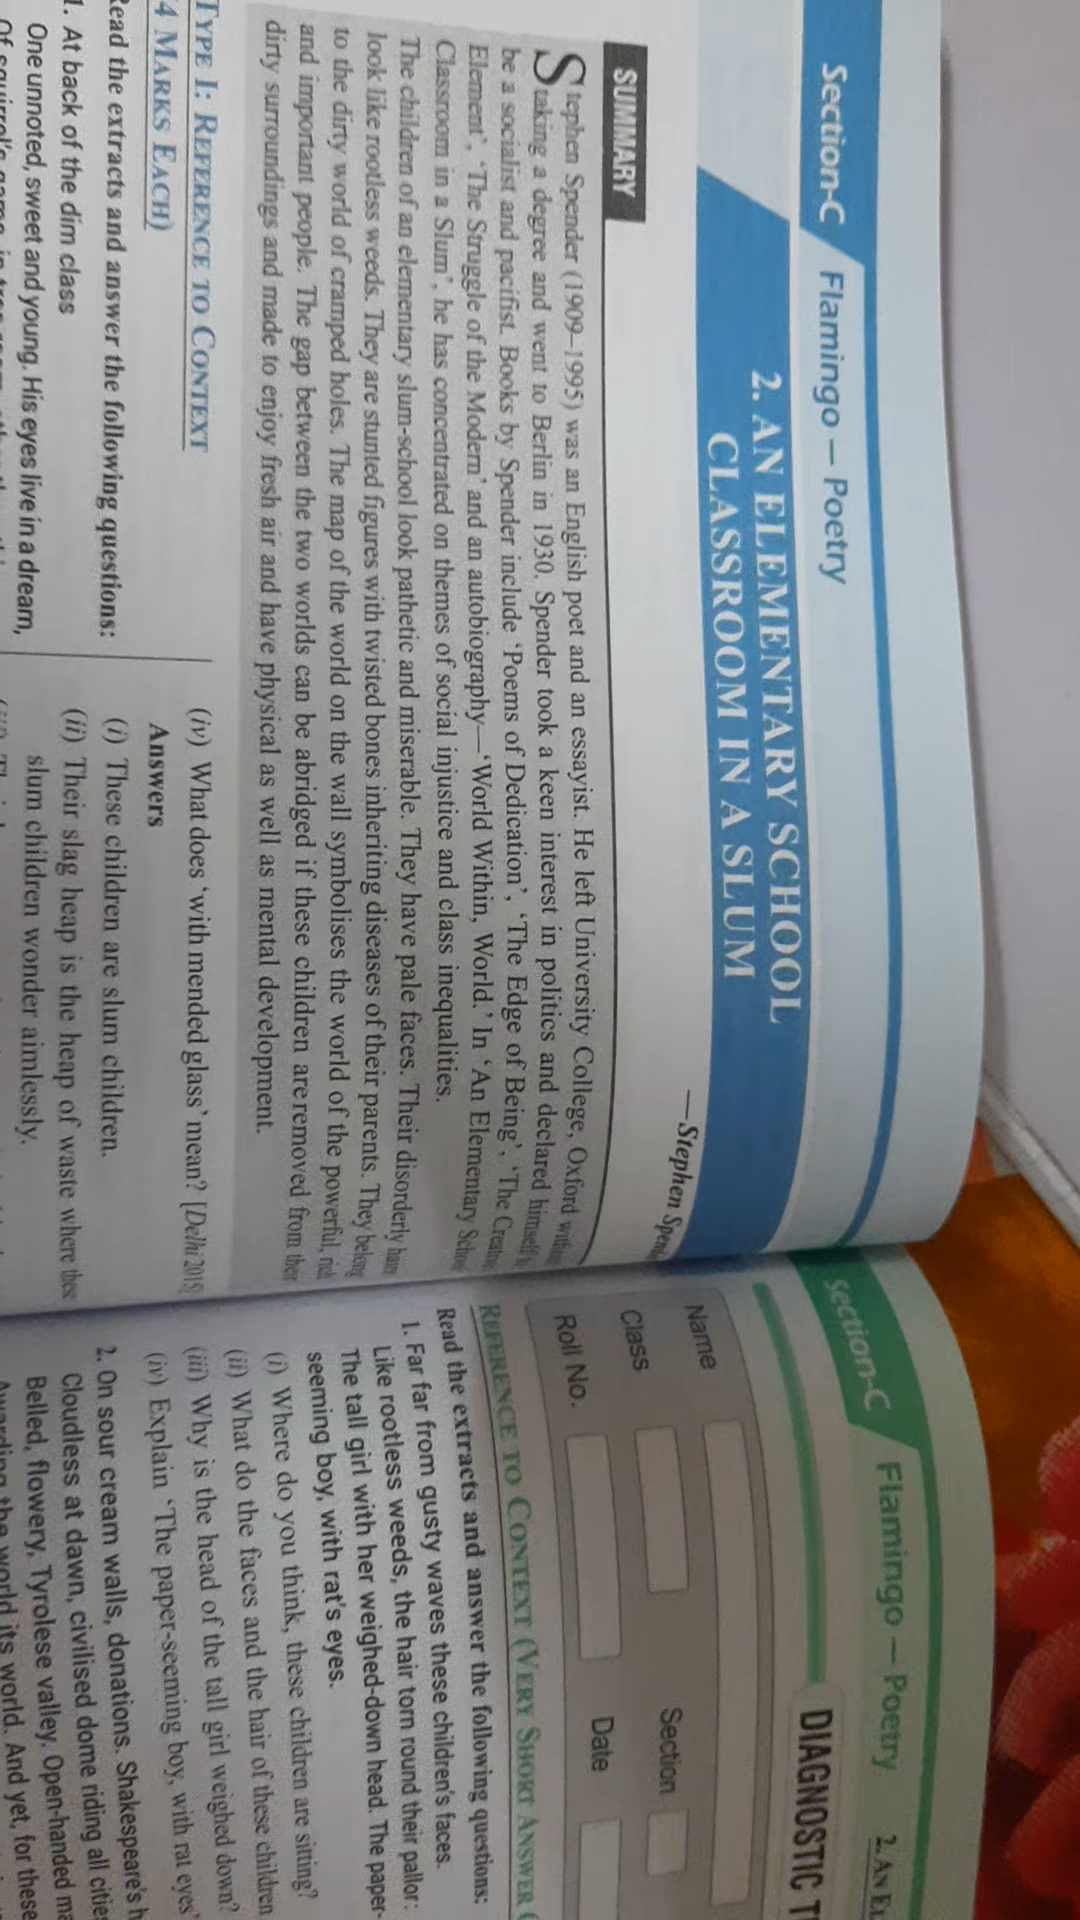 Section-C Flamingo – Poetry
2. AN ELEMENTARY SCHOOL
CLASSROOM IN A SLUM
—Stephen
SUMMARY
Stephen Spender (1909–1995) was an English poet and an essayist. He left University College, Oxford
taking a degree and went to Berlin in 1930. Spender took a keen interest in politics and declared himself
be a socialist and pacifist. Books by Spender include ‘Poems of Dedication’, ‘The Edge of Being’, ‘The
Element’, ‘The Struggle of the Modern’ and an autobiography—‘World Within, World.’ In ‘An Elementary
Classroom in a Slum’, he has concentrated on themes of social injustice and class inequalities.
The children of an elementary slum-school look pathetic and miserable. They have pale faces. Their disorderly
look like rootless weeds. They are stunted figures with twisted bones inheriting diseases of their parents. They belong
to the dirty world of cramped holes. The map of the world on the wall symbolises the world of the powerful,
and important people. The gap between the two worlds can be abridged if these children are removed from
dirty surroundings and made to enjoy fresh air and have physical as well as mental development.
TYPE I: REFERENCE TO CONTEXT
4 MARKS EACH)
Read the extracts and answer the following questions:
1. At back of the dim class
One unnoted, sweet and young. His eyes live in a dream,
(iv) What does ‘with mended glass’ mean? [Delhi 2015]
Answers
(i) These children are slum children.
(ii) Their slag heap is the heap of waste where these
slum children wonder aimlessly.
Section-C Flamingo – Poetry 2. AN
DIAGNOSTIC
Name
Class Section
Roll No. Date
REFERENCE TO CONTEXT (VERY SHORT ANSWER
Read the extracts and answer the following questions:
1. Far far from gusty waves these children's faces.
Like rootless weeds, the hair torn round their pallor:
The tall girl with her weighed-down head. The paper-
seeming boy, with rat's eyes.
(i) Where do you think, these children are sitting?
(ii) What do the faces and the hair of these children
(iii) Why is the head of the tall girl weighed down?
(iv) Explain ‘The paper-seeming boy, with rat eyes’
2. On sour cream walls, donations. Shakespeare's
Cloudless at dawn, civilised dome riding all
Belled, flowery, Tyrolese valley. Open-handed
the world its world. And yet, for these